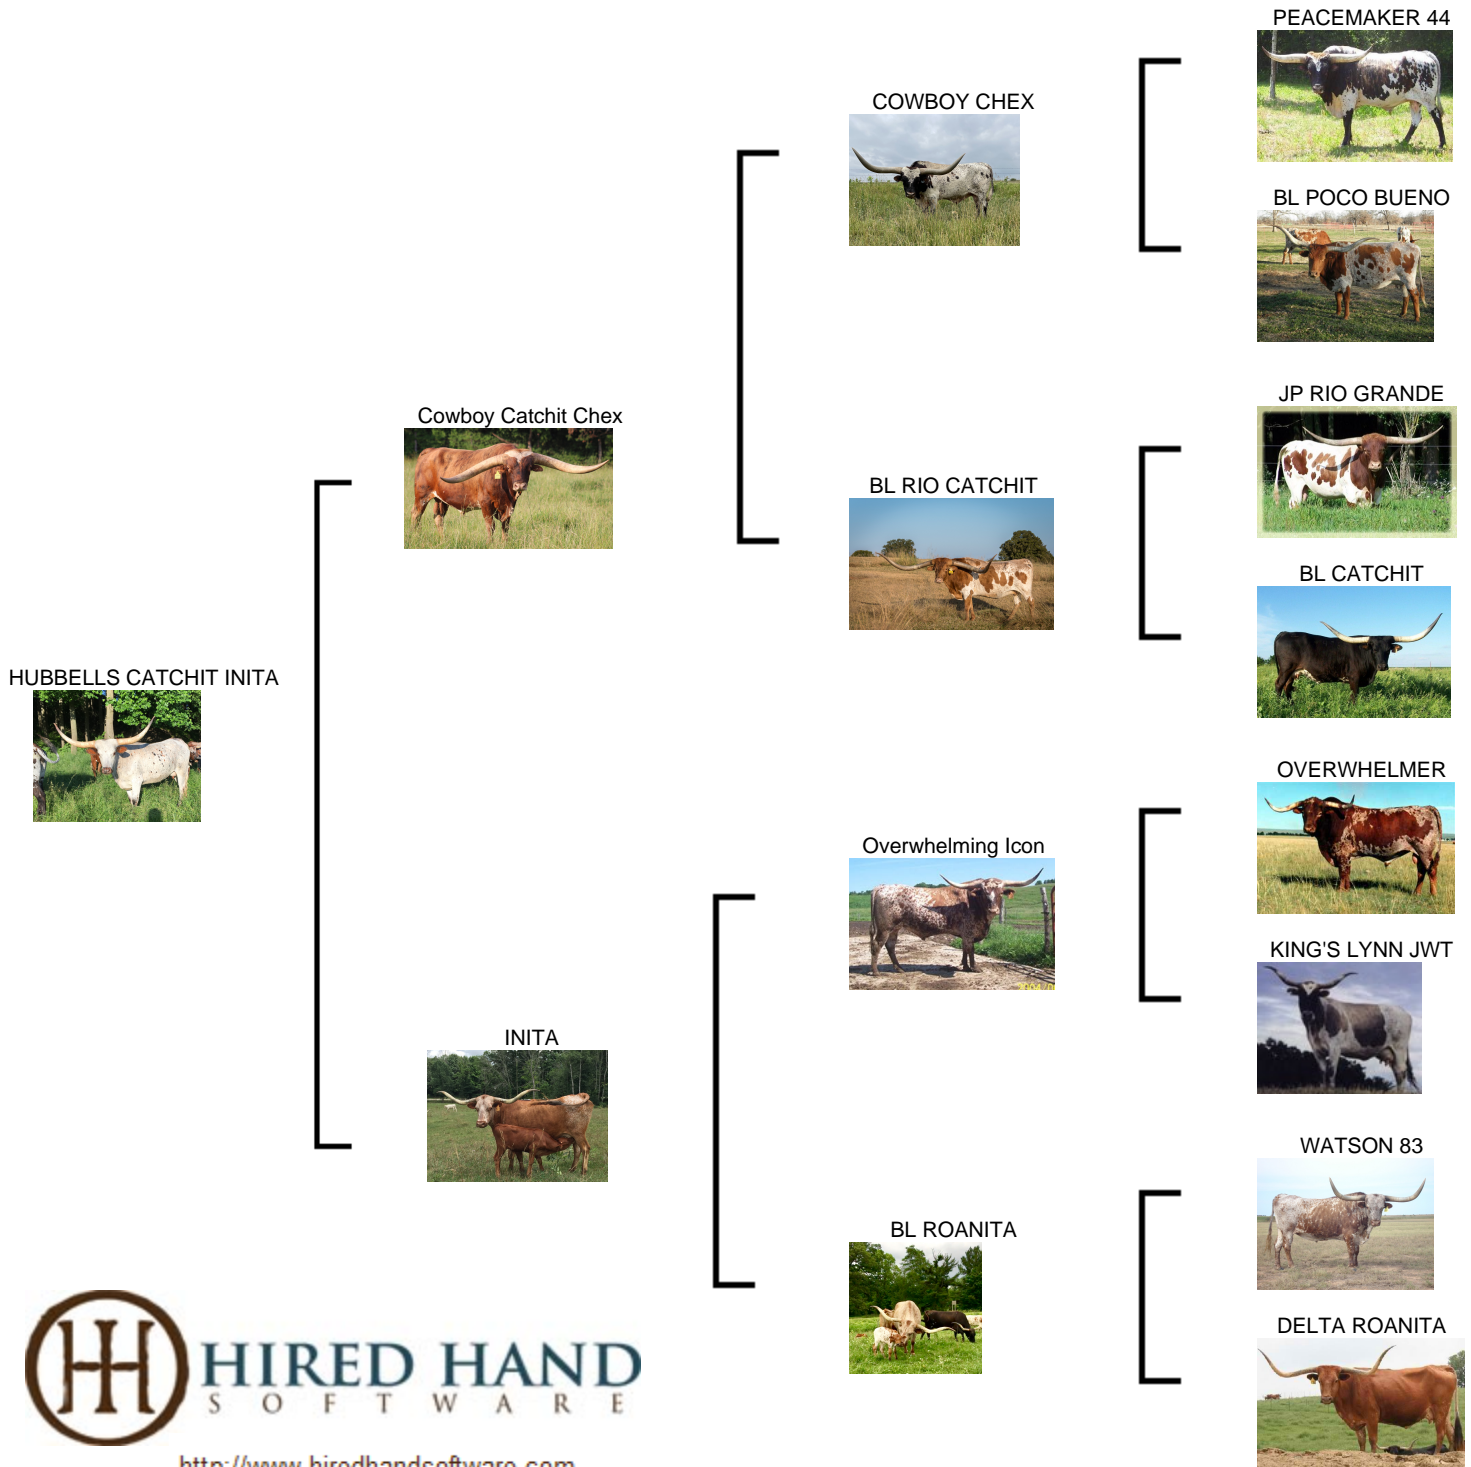 PEACEMAKER 44
COWBOY CHEX
BL POCO BUENO
JP RIO GRANDE
Cowboy Catchit Chex
BL RIO CATCHIT
BL CATCHIT
HUBBELLS CATCHIT INITA
OVERWHELMER
Overwhelming Icon
KING'S LYNN JWT
INITA
WATSON 83
BL ROANITA
DELTA ROANITA
HIRED HAND
SOFTWARE
http://www.hiredhandsoftware.com